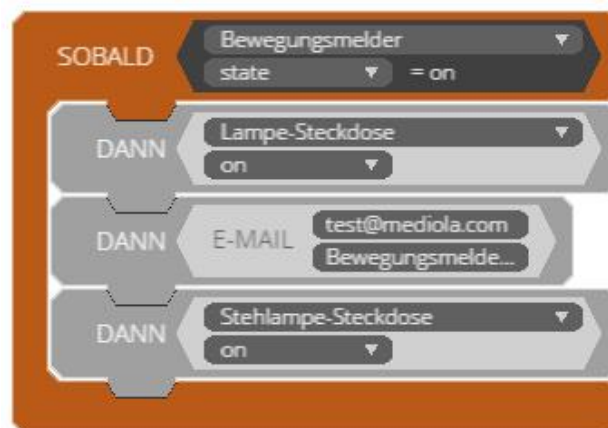 SOBALD
Bewegungsmelder
state = on
DANN
Lampe-Steckdose
on
DANN
E-MAIL
test@mediola.com
Bewegungsmelde...
DANN
Stehlampe-Steckdose
on